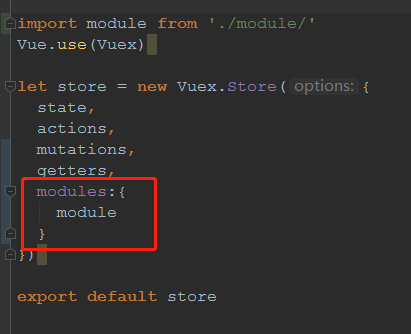 import module from './module/'
Vue.use(Vuex)
let store = new Vuex.Store( options: {
state,
actions,
mutations,
getters,
modules:{
module
}
})
export default store